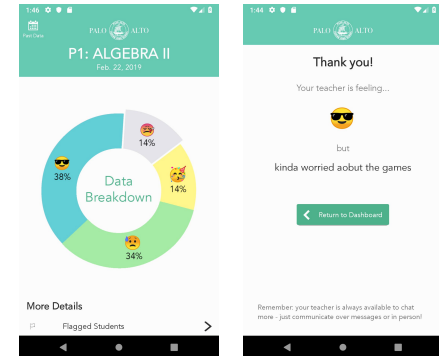 1:46
Past Data
PALO ALTO
P1: ALGEBRA II
Feb. 22, 2019
14%
38%
14%
Data
Breakdown
34%
More Details
Flagged Students
1:44
PALO ALTO
Thank you!
Your teacher is feeling...
but
kinda worried aobut the games
Return to Dashboard
Remember: your teacher is always available to chat
more - just communicate over messages or in person!